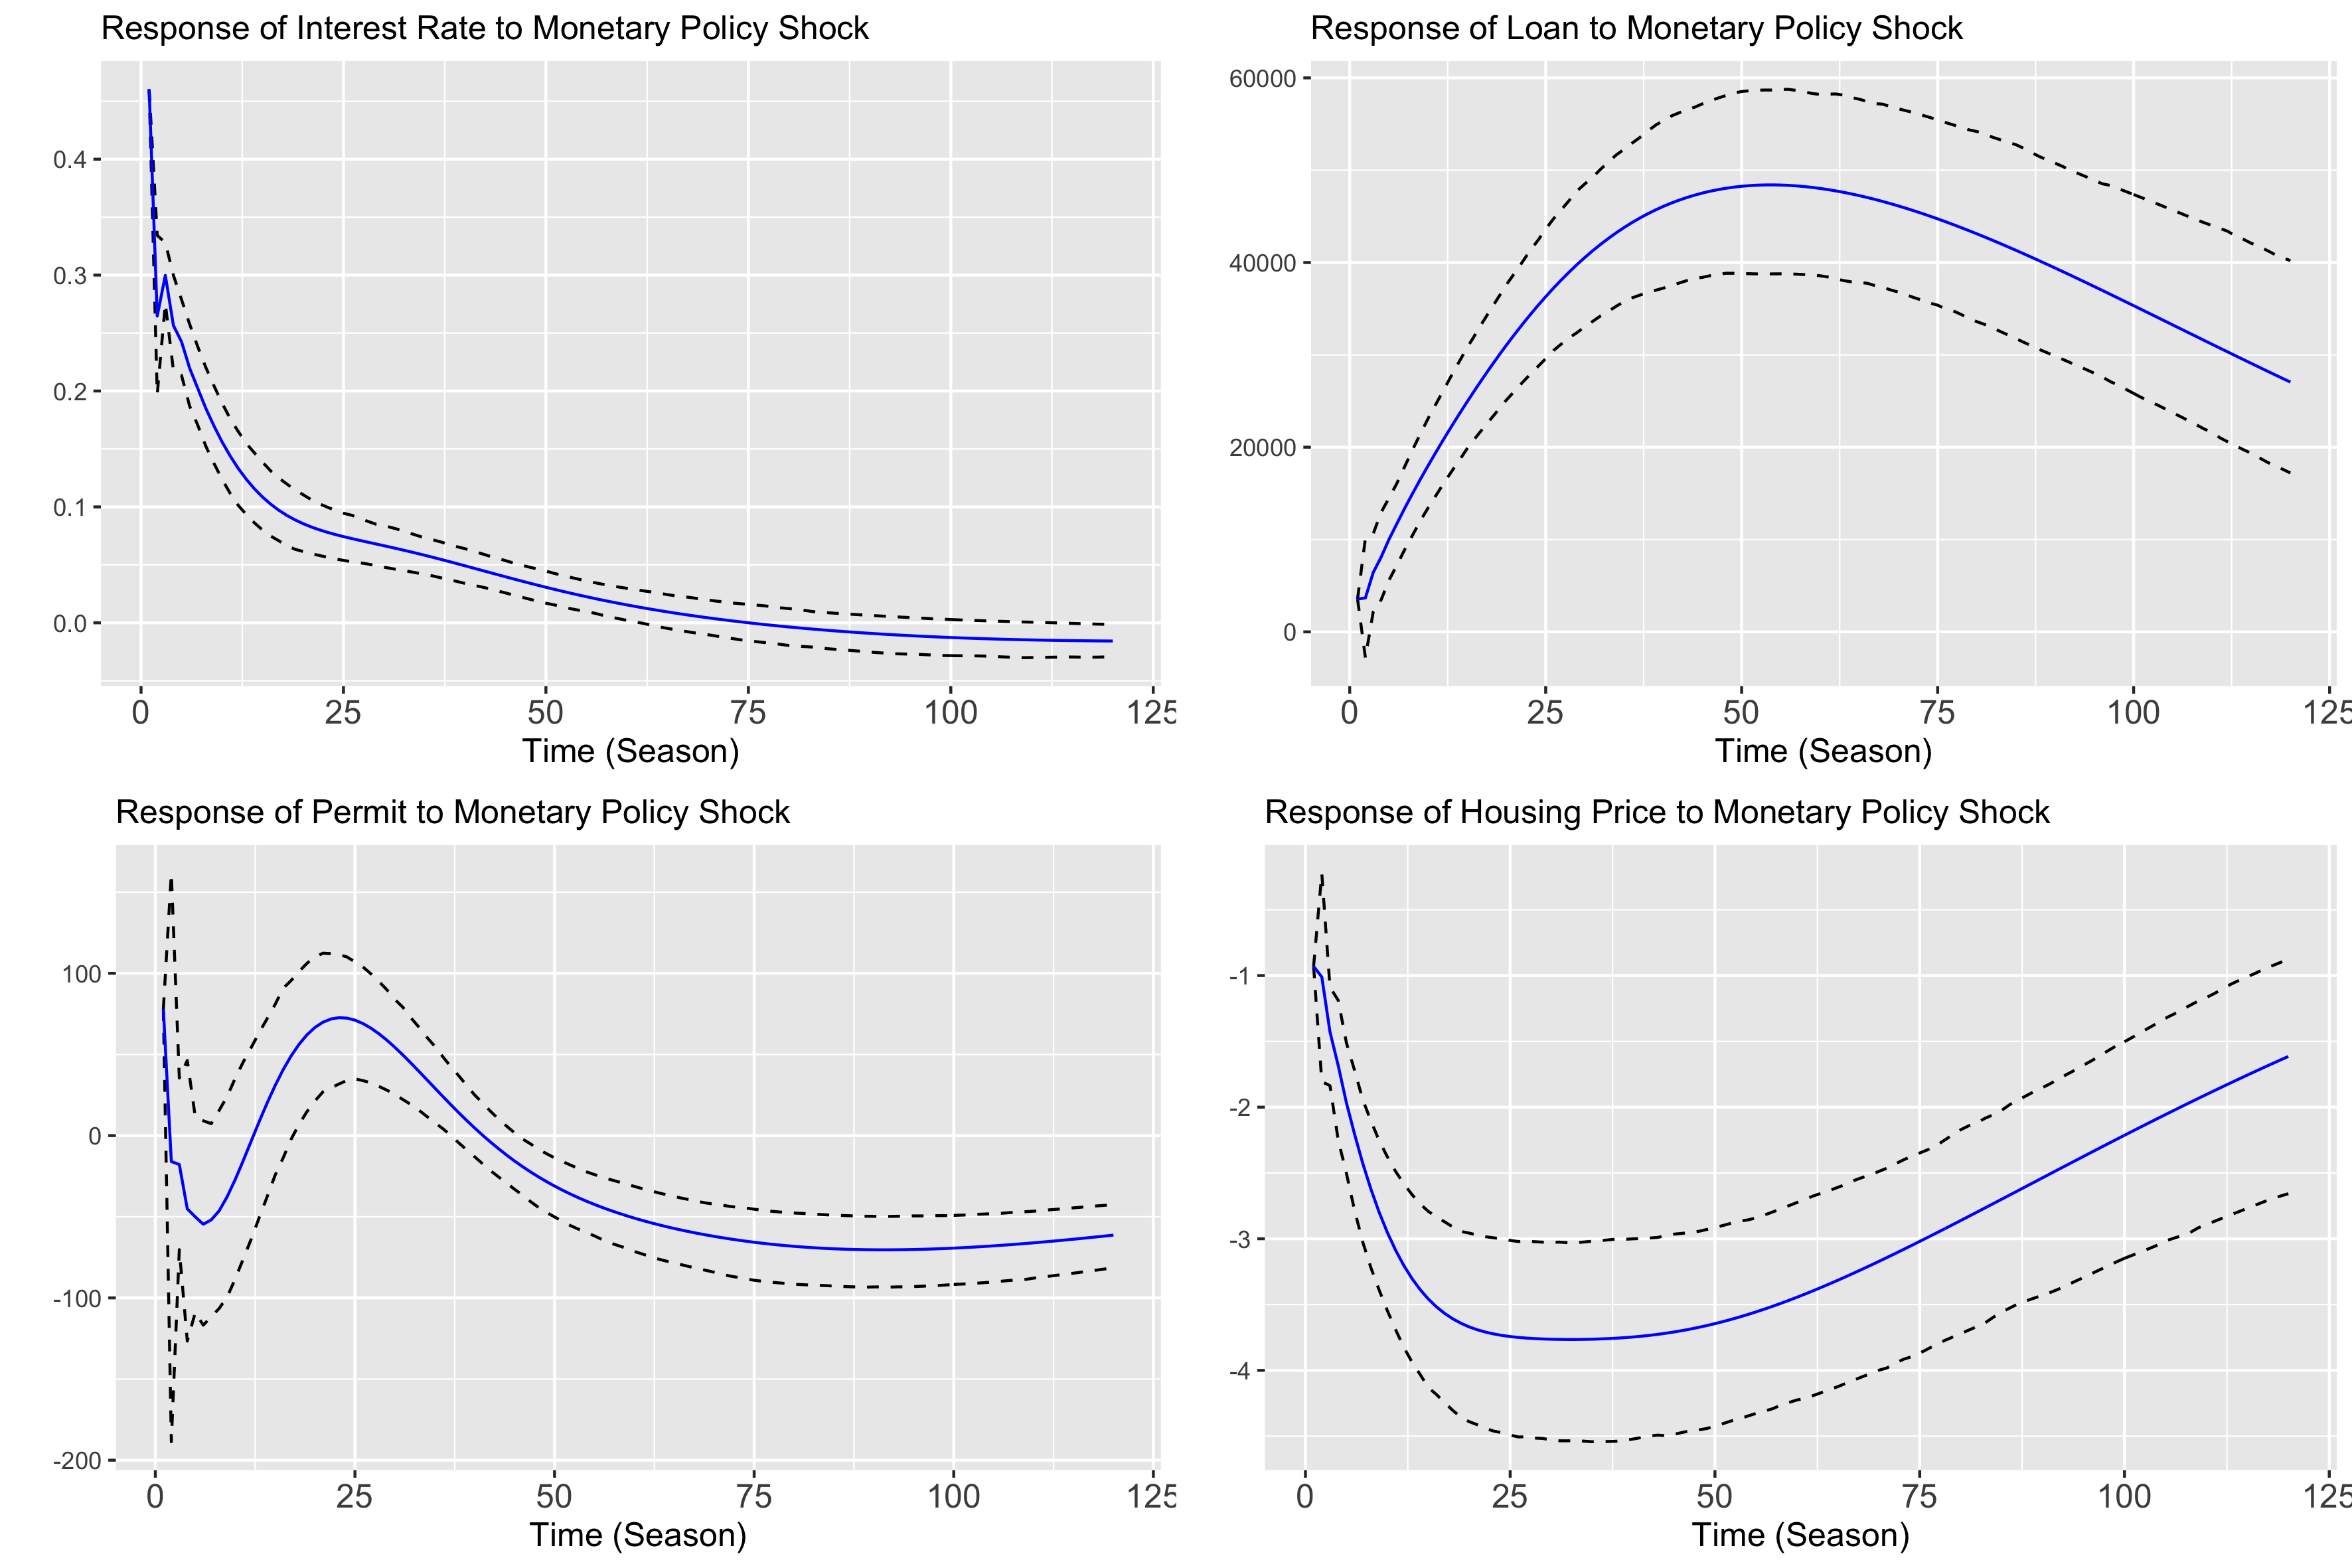 Response of Interest Rate to Monetary Policy Shock
0.4
0.3
0.2
0.1
0.0
0 25 50 75 100 125
Time (Season)
Response of Loan to Monetary Policy Shock
60000
40000
20000
0
0 25 50 75 100 125
Time (Season)
Response of Permit to Monetary Policy Shock
100
0
-100
-200
0 25 50 75 100 125
Time (Season)
Response of Housing Price to Monetary Policy Shock
-1
-2
-3
-4
0 25 50 75 100 125
Time (Season)